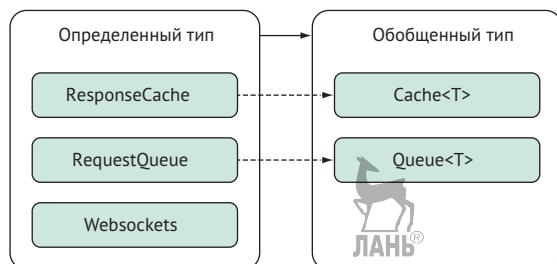 Определенный тип
ResponseCache
RequestQueue
Websockets
Обобщенный тип
Cache<T>
Queue<T>
ЛАНЬ®